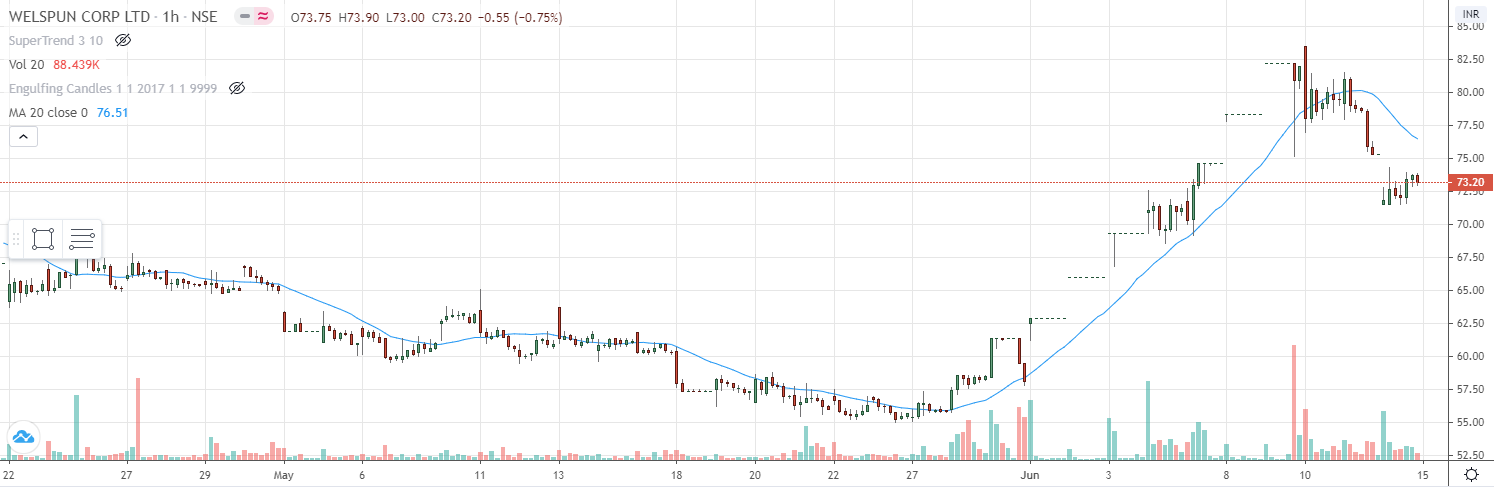 WELSPUN CORP LTD · 1h · NSE O73.75 H73.90 L73.00 C73.20 −0.55 (−0.75%)
SuperTrend 3 10
Vol 20 88.439K
Engulfing Candles 1 1 2017 1 1 9999
MA 20 close 0 76.51
INR
85.00
82.50
80.00
77.50
75.00
73.20
72.50
70.00
67.50
65.00
62.50
60.00
57.50
55.00
52.50
22 27 29 May 6 11 13 18 20 22 27 Jun 3 8 10 15